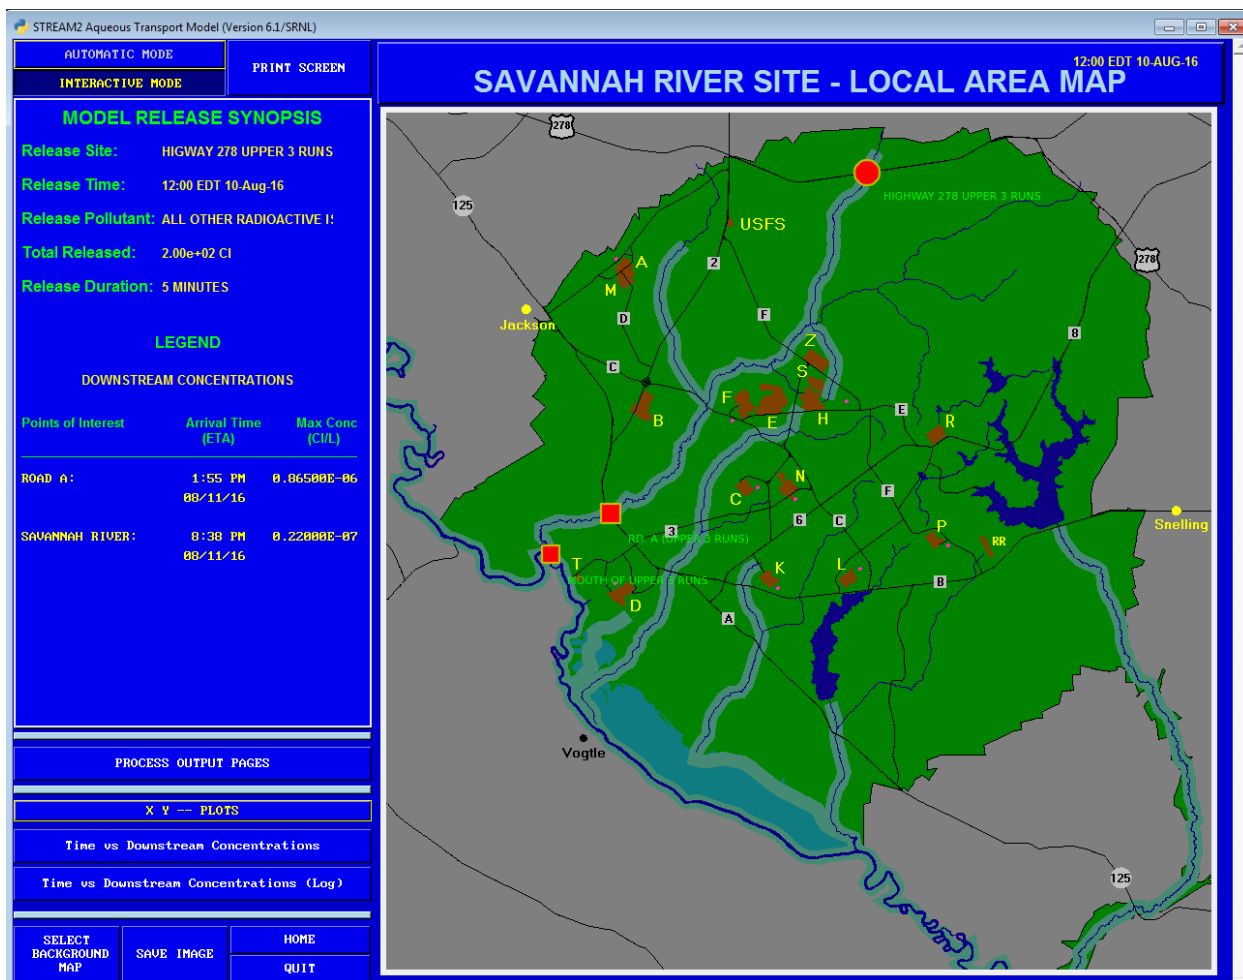 STREAM2 Aqueous Transport Model (Version 6.1/SRNL)
AUTOMATIC MODE
INTERACTIVE MODE
PRINT SCREEN
12:00 EDT 10-AUG-16
SAVANNAH RIVER SITE - LOCAL AREA MAP
MODEL RELEASE SYNOPSIS
Release Site: HIGWAY 278 UPPER 3 RUNS
Release Time: 12:00 EDT 10-Aug-16
Release Pollutant: ALL OTHER RADIOACTIVE I
Total Released: 2.00e+02 CI
Release Duration: 5 MINUTES
LEGEND
DOWNSTREAM CONCENTRATIONS
Points of Interest Arrival Time Max Conc
(ETA) (CI/L)
ROAD A: 1:55 PM 0.86500E-06
08/11/16
SAVANNAH RIVER: 8:38 PM 0.22000E-07
08/11/16
PROCESS OUTPUT PAGES
X Y -- PLOTS
Time vs Downstream Concentrations
Time vs Downstream Concentrations (Log)
SELECT
BACKGROUND
MAP
SAVE IMAGE
HOME
QUIT
278
HIGHWAY 278 UPPER 3 RUNS
125
USFS
278
A
2
M
Jackson
D
F
8
Z
C
S
F
E
B
E
H
R
C
N
F
Snelling
6
C
3
RD A (UPPER 3 RUNS)
P
RR
T
MOUTH OF UPPER 3 RUNS
K
L
B
D
A
Vogtle
125